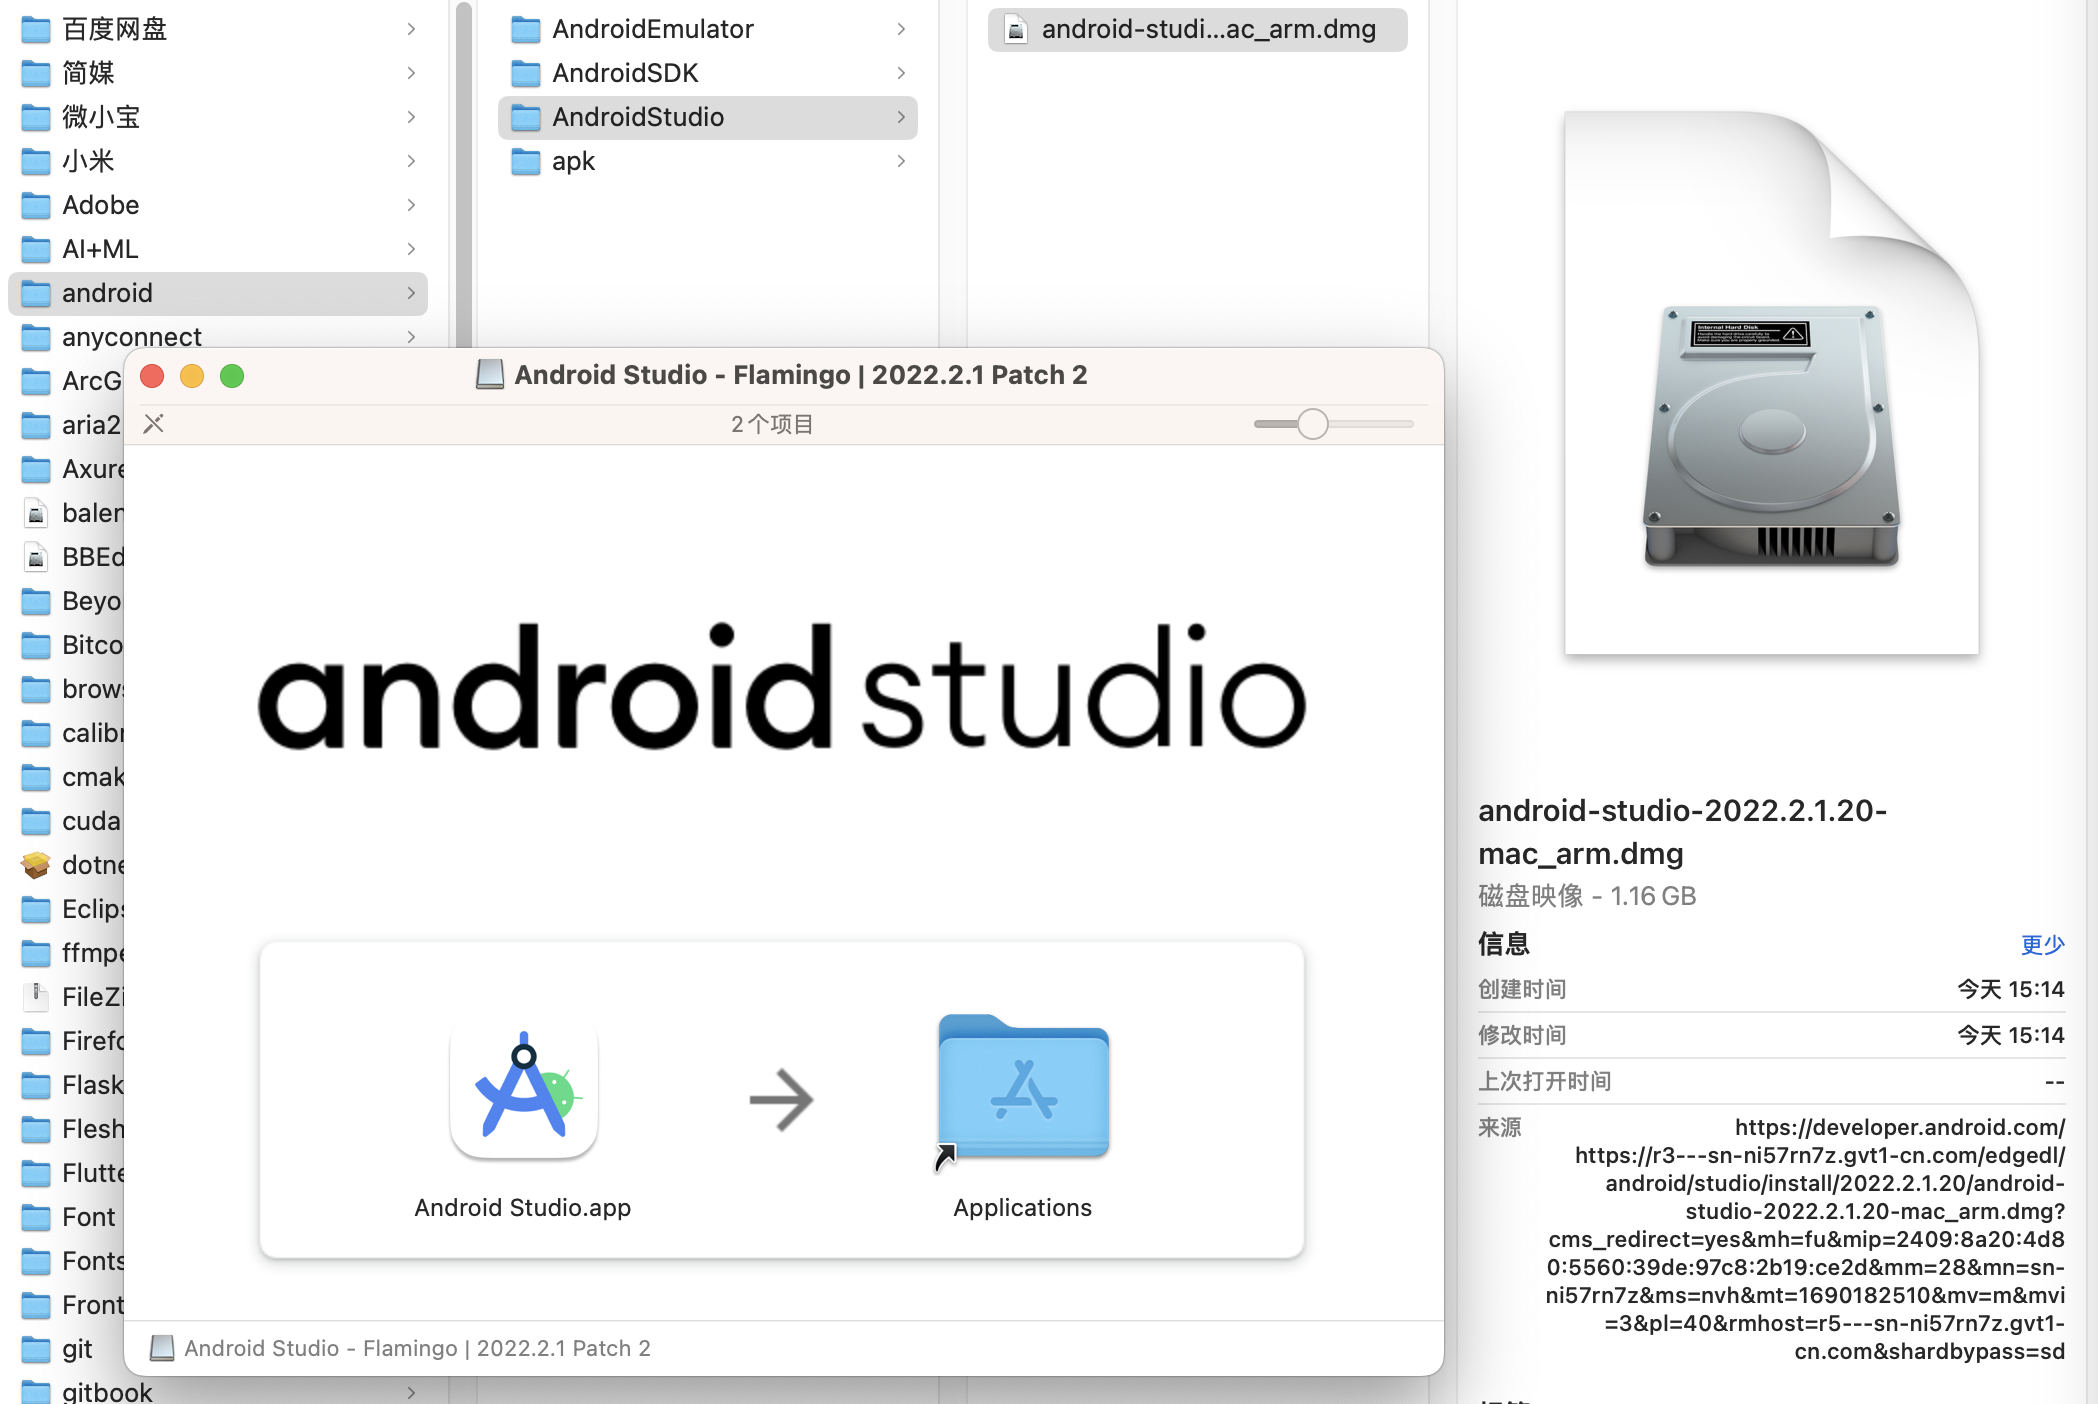 百度网盘
简媒
微小宝
小米
Adobe
AI+ML
android
anyconnect
ArcG
aria2
Axure
balen
BBEd
Beyo
Bitco
brows
calibr
cmak
cuda
dotne
Eclips
ffmpe
FileZi
Firefo
Flask
Flesh
Flutte
Font
Fonts
Front
git
gitbook
AndroidEmulator
AndroidSDK
AndroidStudio
apk
android-studi...ac_arm.dmg
Android Studio - Flamingo | 2022.2.1 Patch 2
2个项目
android studio
Android Studio.app
Applications
Android Studio - Flamingo | 2022.2.1 Patch 2
Internal Hard Disk
android-studio-2022.2.1.20-
mac_arm.dmg
磁盘映像 - 1.16 GB
信息
更少
创建时间
今天 15:14
修改时间
今天 15:14
上次打开时间
--
来源
https://developer.android.com/
https://r3---sn-ni57rn7z.gvt1-cn.com/edgedl/
android/studio/install/2022.2.1.20/android-
studio-2022.2.1.20-mac_arm.dmg?
cms_redirect=yes&mh=fu&mip=2409:8a20:4d8
0:5560:39de:97c8:2b19:ce2d&mm=28&mn=sn-
ni57rn7z&ms=nvh&mt=1690182510&mv=m&mvi
=3&pl=40&rmhost=r5---sn-ni57rn7z.gvt1-
cn.com&shardbypass=sd